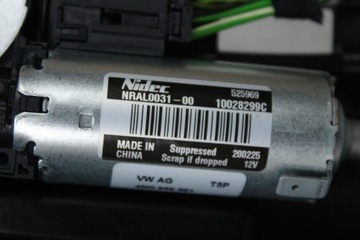 Nidec 525969
NRAL0031-00 10028299C
MADE IN Suppressed 200225
CHINA Scrap if dropped 12V
VW AG T5P